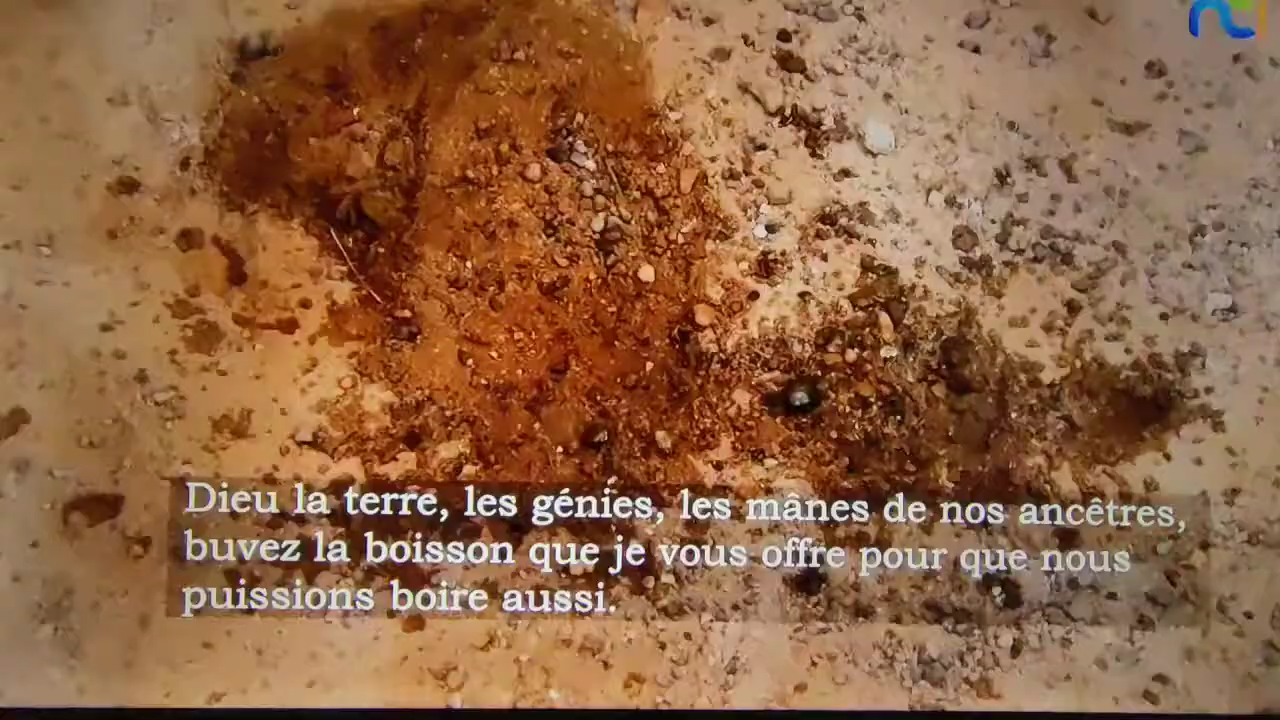 Dieu la terre, les génies, les mânes de nos ancêtres,
buvez la boisson que je vous offre pour que nous
puissions boire aussi.